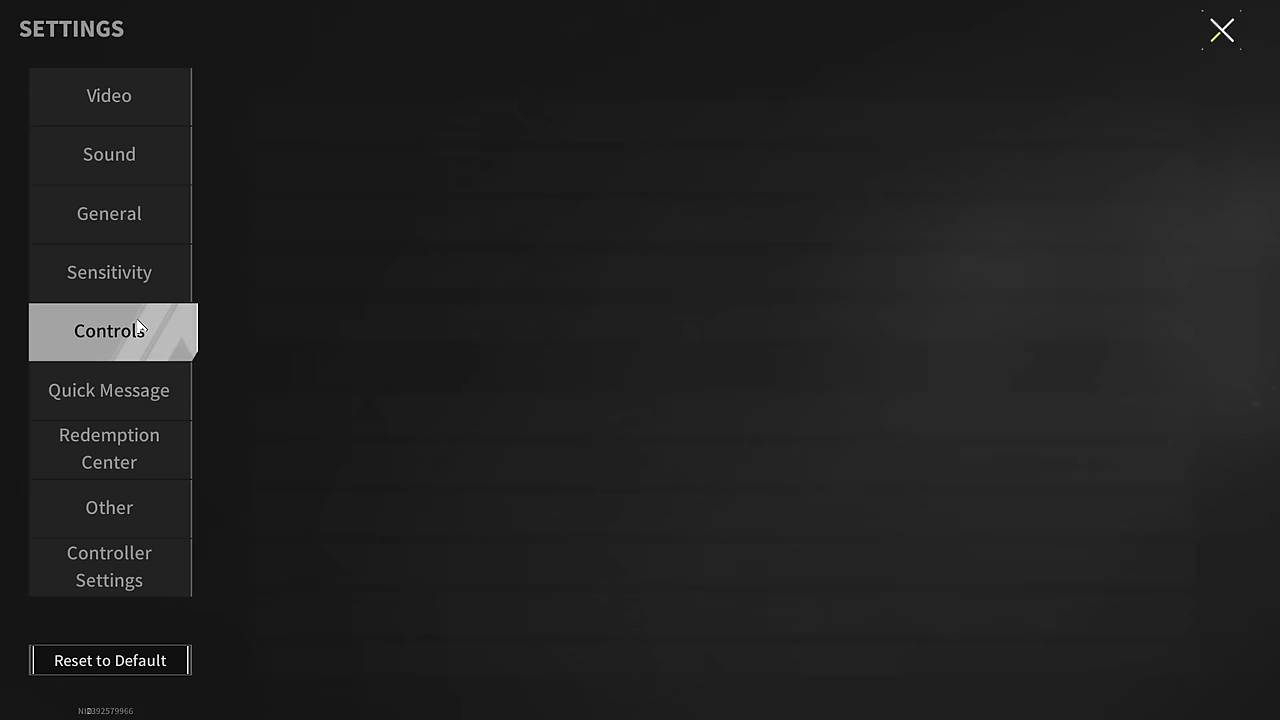 SETTINGS
Video
Sound
General
Sensitivity
Controls
Quick Message
Redemption
Center
Other
Controller
Settings
Reset to Default